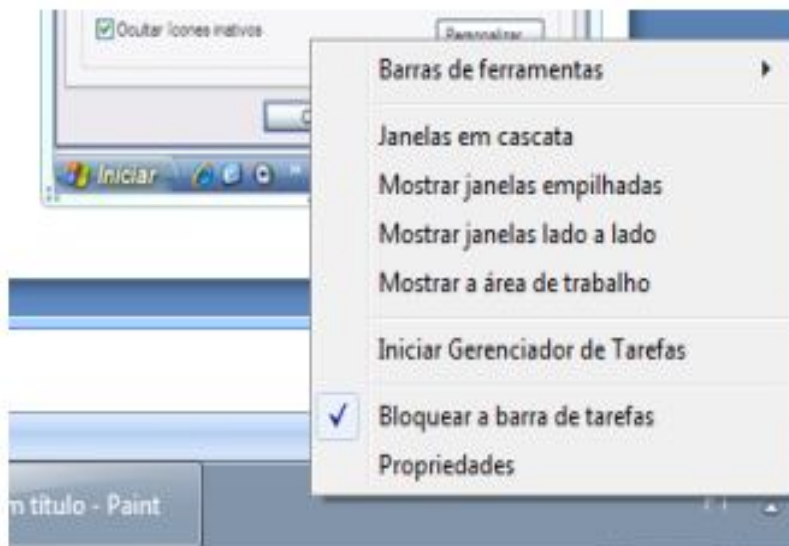 Ocultar ícones inativos
Personalizar...
Iniciar
Barras de ferramentas
Janelas em cascata
Mostrar janelas empilhadas
Mostrar janelas lado a lado
Mostrar a área de trabalho
Iniciar Gerenciador de Tarefas
Bloquear a barra de tarefas
Propriedades
título - Paint